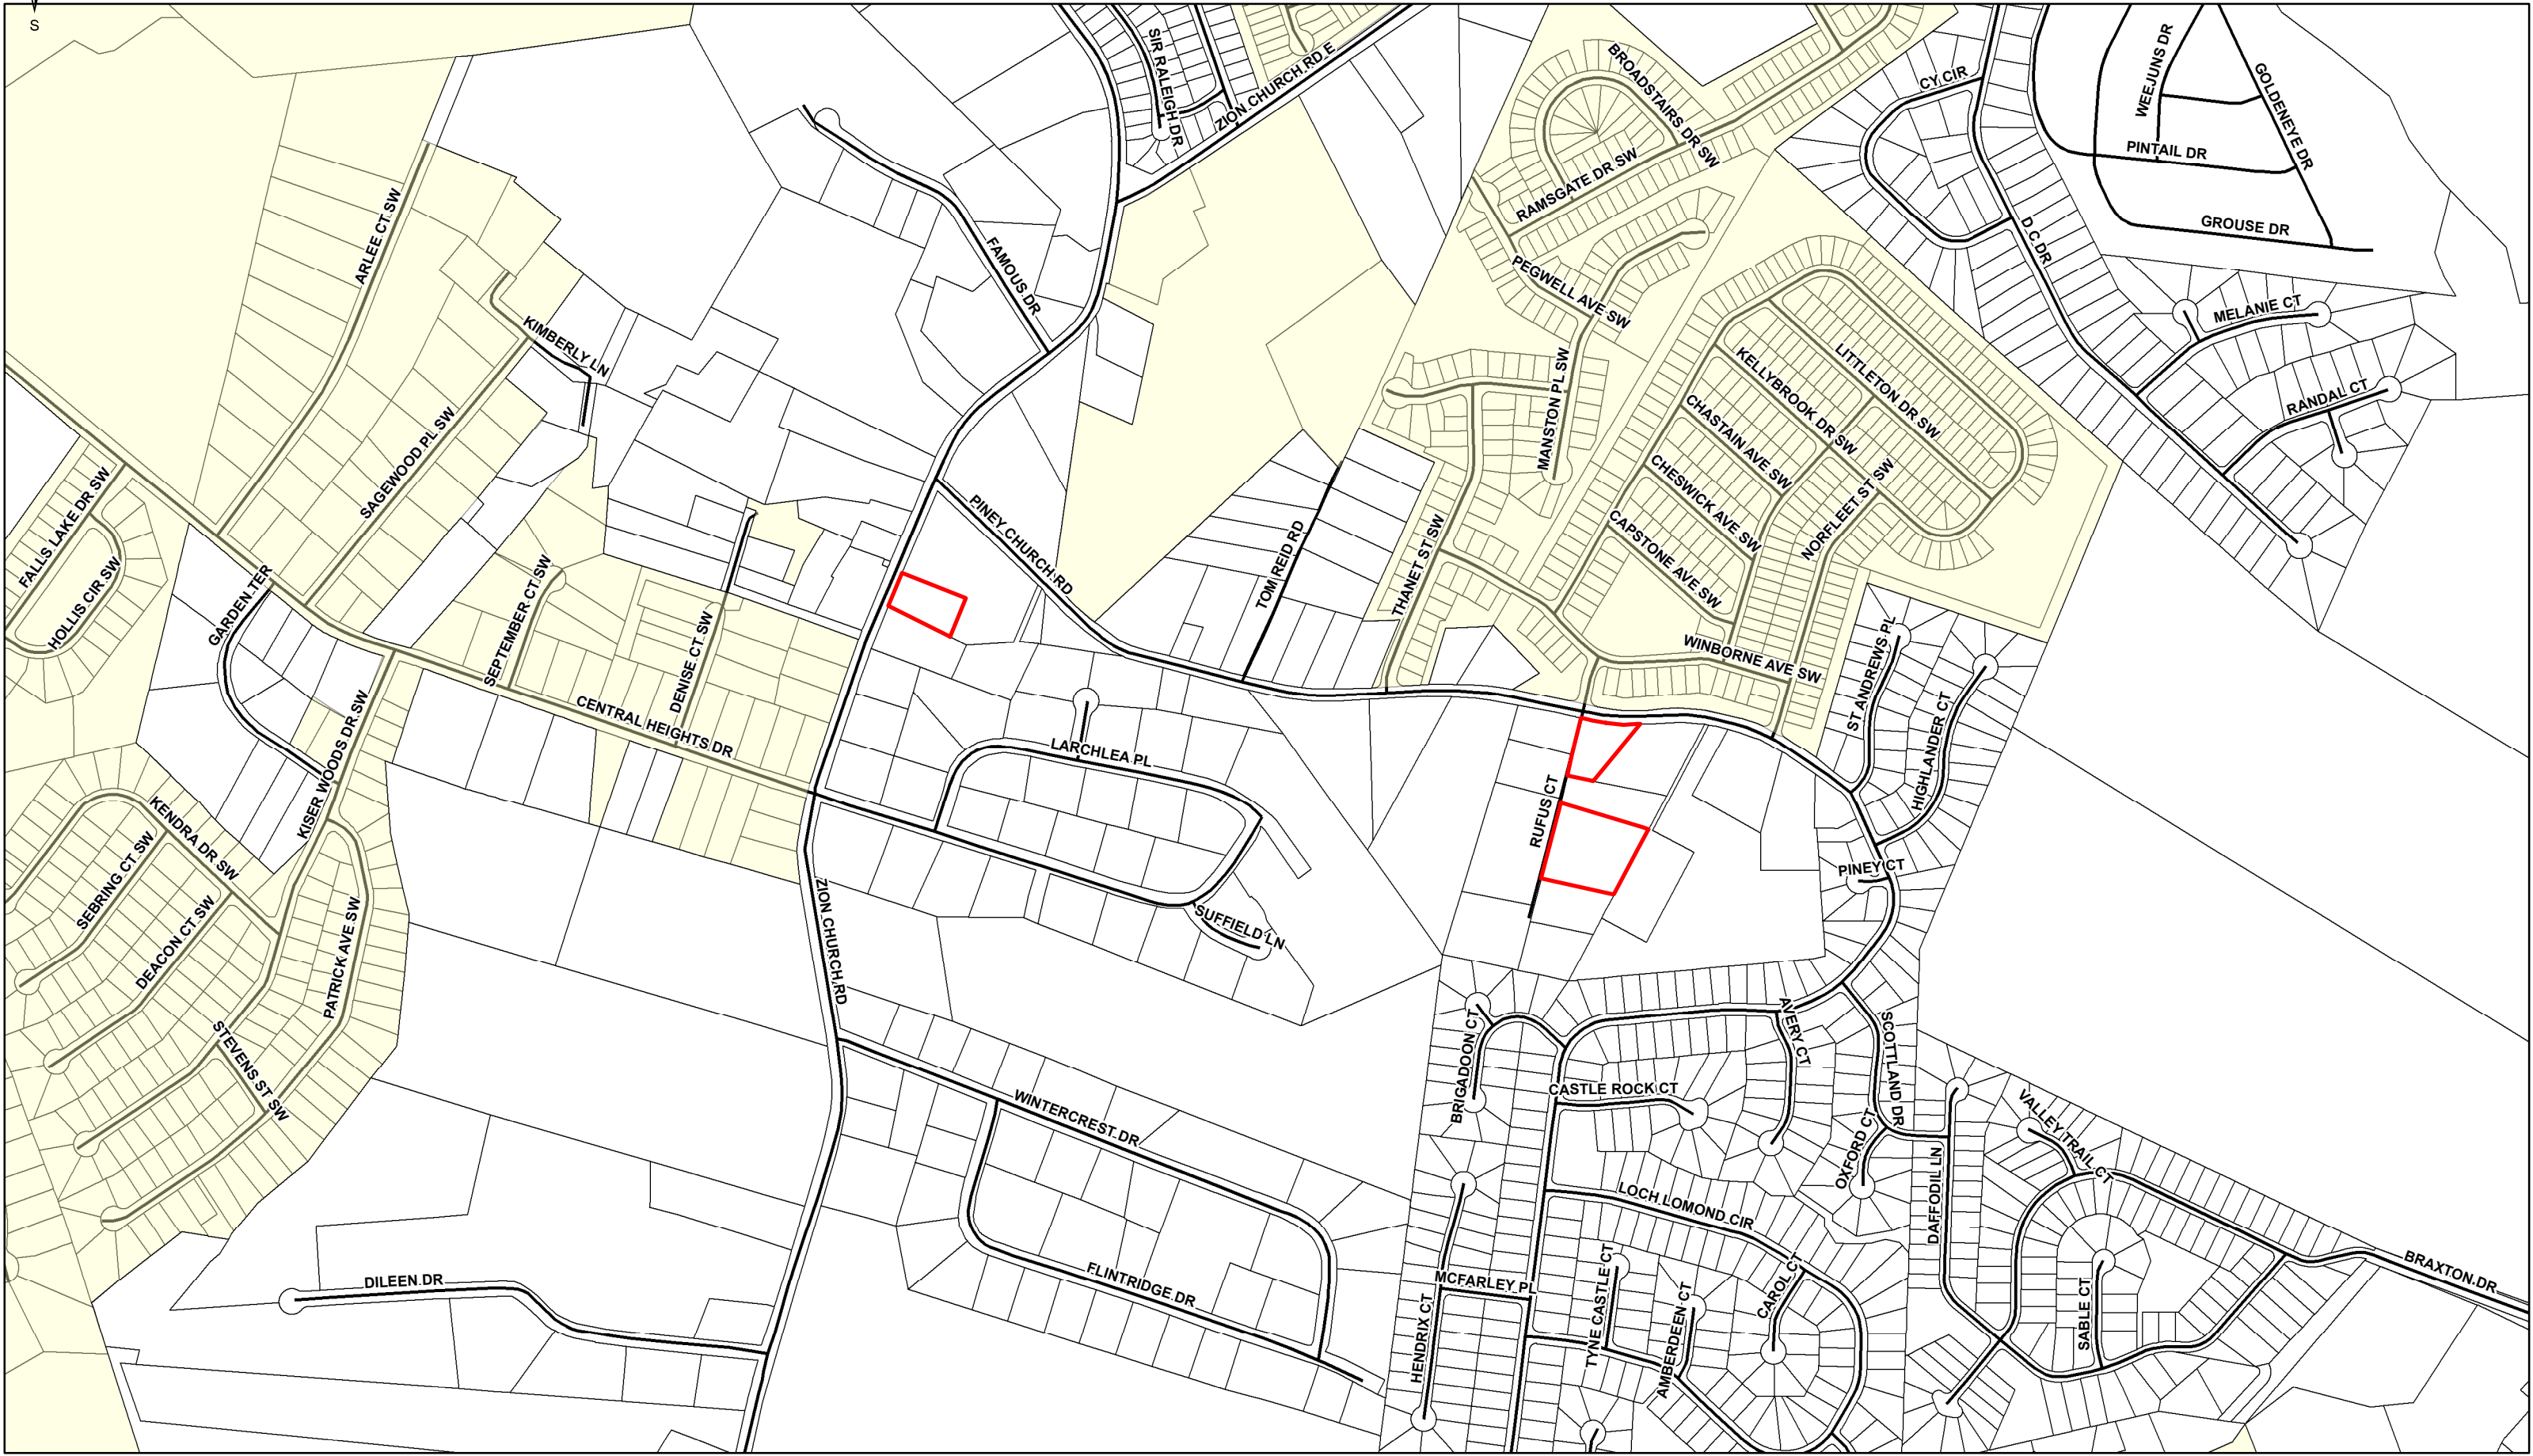 S
SIR RALEIGH DR
ZION CHURCH RD E
BROADSTAIRS DR SW
CY CIR
WEEJUNS DR
GOLDENEYE DR
PINTAIL DR
RAMSGATE DR SW
GROUSE DR
D C DR
ARLEE CT SW
FAMOUS DR
PEGWELL AVE SW
MELANIE CT
KIMBERLY LN
KELLYBROOK DR SW
LITTLETON DR SW
RANDAL CT
MANSTON PL SW
CHASTAIN AVE SW
SAGEWOOD PL SW
CHESWICK AVE SW
NORFLEET ST SW
FALLS LAKE DR SW
PINEY CHURCH RD
CAPSTONE AVE SW
TOM REID RD
THANET ST SW
HOLLIS CIR SW
GARDEN TER
SEPTEMBER CT SW
DENISE CT SW
WINBORNE AVE SW
ST ANDREWS PL
HIGHLANDER CT
CENTRAL HEIGHTS DR
KISER WOODS DR SW
LARCHLEA PL
RUFUS CT
KENDRA DR SW
SEBRING CT SW
PINEY CT
DEACON CT SW
PATRICK AVE SW
ZION CHURCH RD
SUFFIELD LN
STEVENS ST SW
BRIGADOON CT
AVERY CT
SCOTTLAND DR
CASTLE ROCK CT
WINTERCREST DR
VALLEY TRAIL CT
OXFORD CT
DAFFODIL LN
LOCH LOMOND CIR
DILEEN DR
FLINTRIDGE DR
MCFARLEY PL
HENDRIX CT
TYNE CASTLE CT
AMBERDEEN CT
CAROL CT
SABLE CT
BRAXTON DR